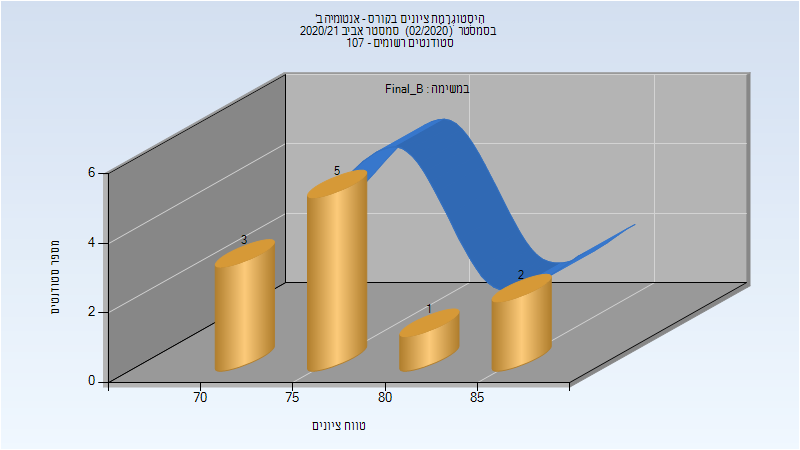 היסטוגרמת ציונים בקורס - אנטומיה ב'
בסמסטר (02/2020) סמסטר אביב 2020/21
סטודנטים רשומים - 107
במשימה : Final_B
מספר סטודנטים
6
4
2
0
3
5
1
2
70
75
80
85
טווח ציונים